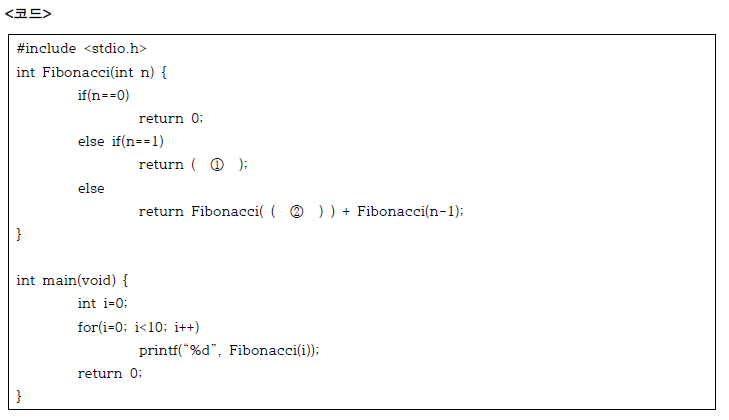 <코드>
#include <stdio.h>
int Fibonacci(int n) {
if(n==0)
return 0;
else if(n==1)
return ( ① );
else
return Fibonacci( ( ② ) ) + Fibonacci(n-1);
}
int main(void) {
int i=0;
for(i=0; i<10; i++)
printf(“%d”, Fibonacci(i));
return 0;
}